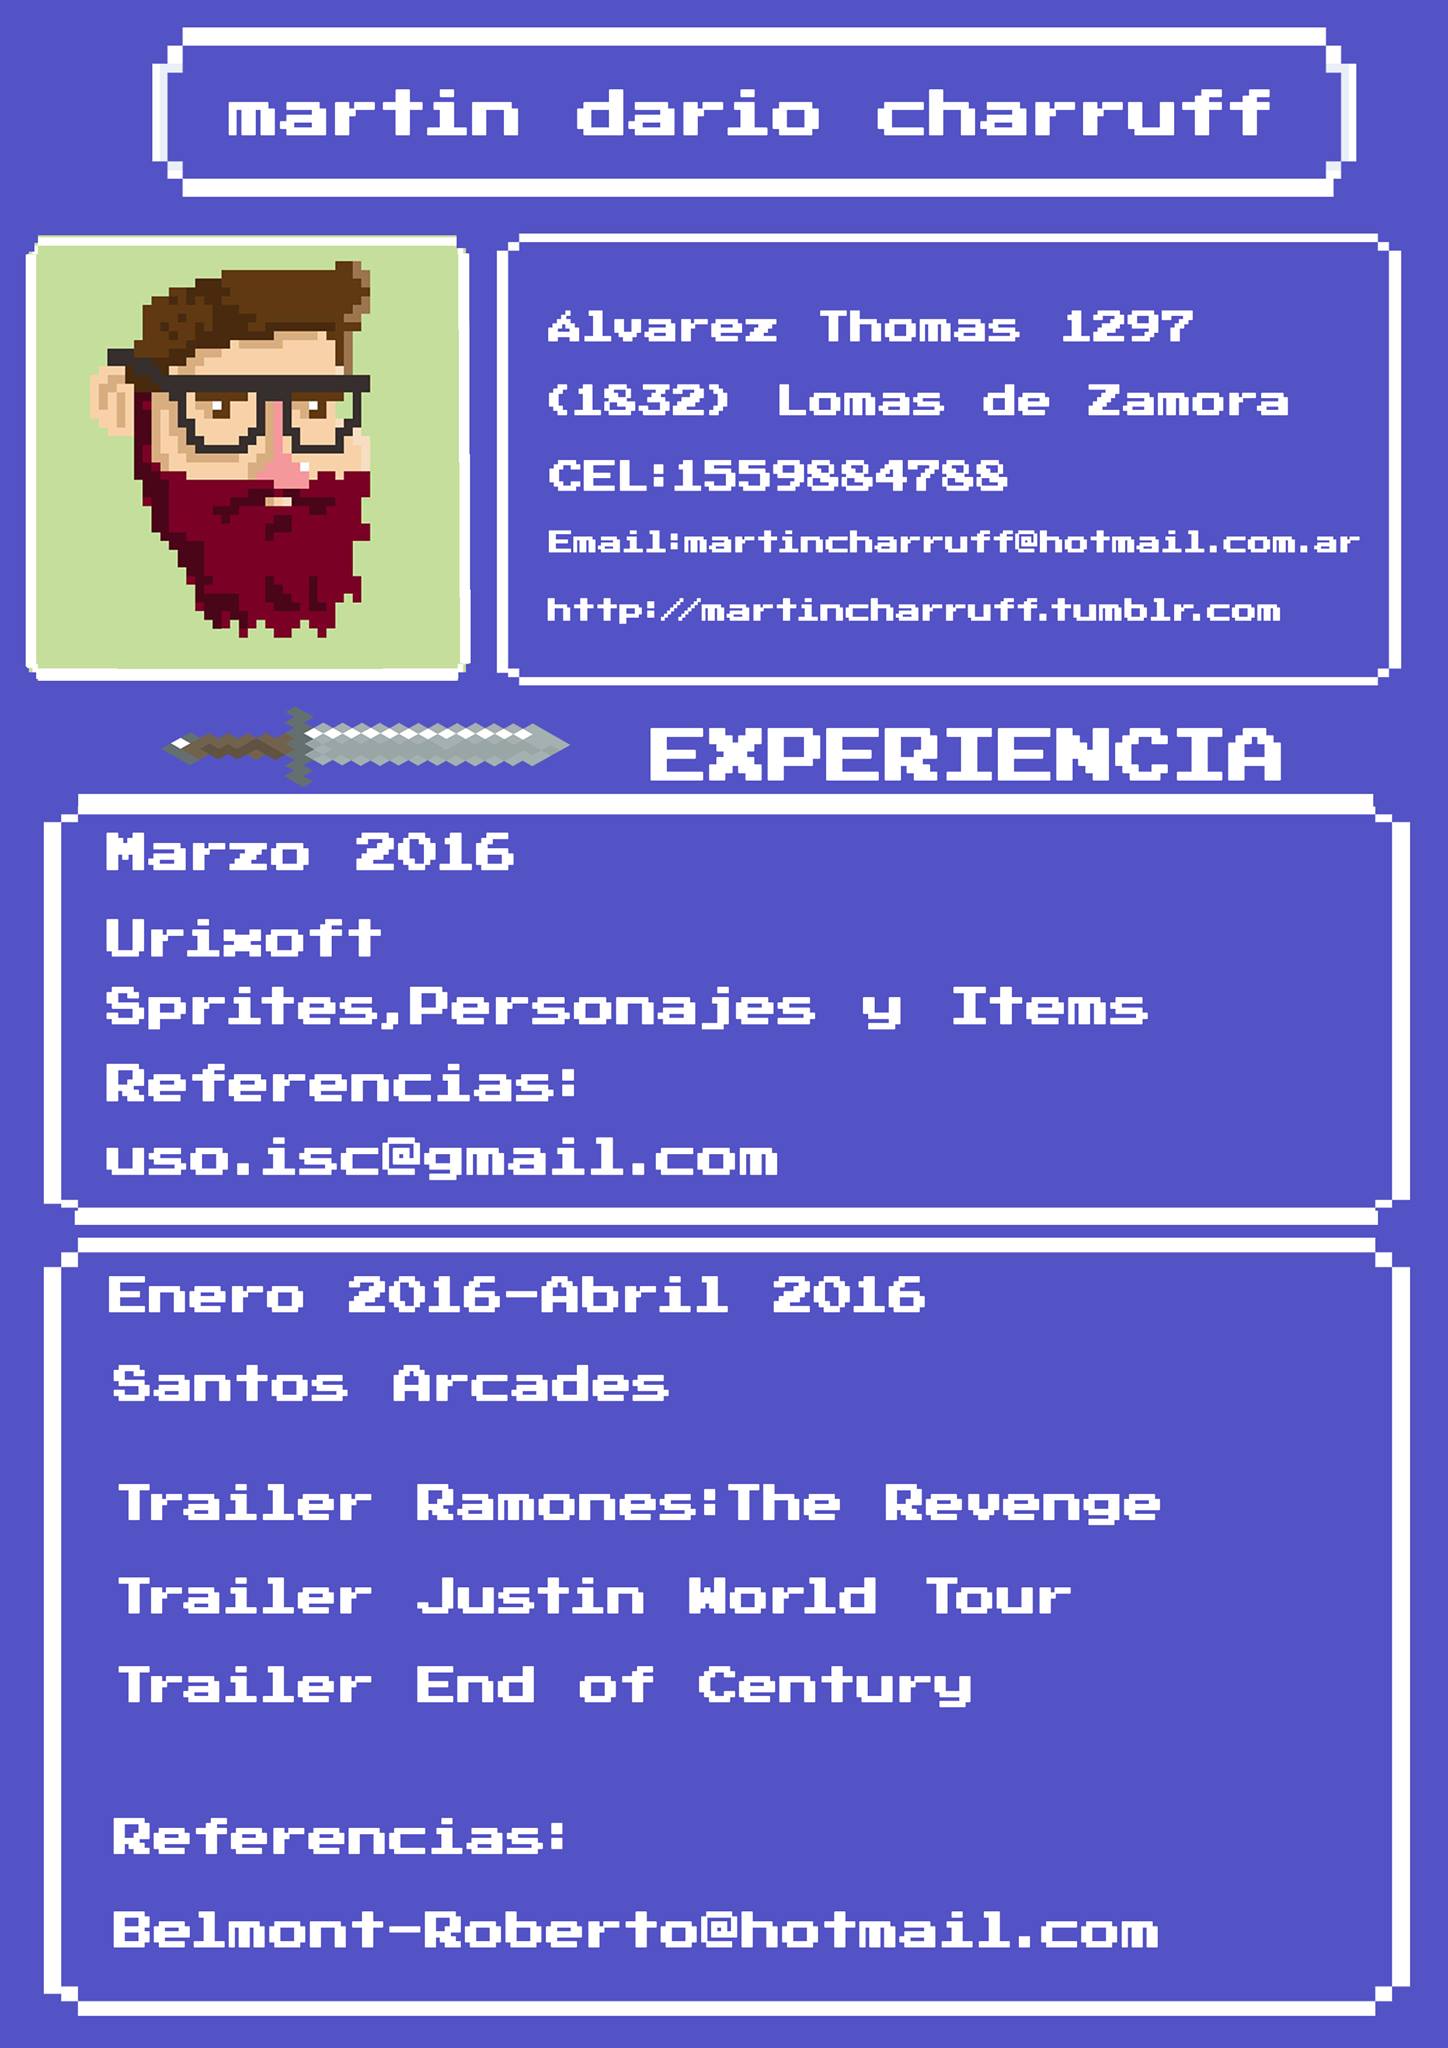 martin dario charruff
Álvarez Thomas 1297
(1832) Lomas de Zamora
CEL:1559884788
Email:martincharruff@hotmail.com.ar
http://martincharruff.tumblr.com
EXPERIENCIA
Marzo 2016
Urixoft
Sprites,Personajes y Items
Referencias:
uso.isc@gmail.com
Enero 2016-Abril 2016
Santos Arcades
Trailer Ramones:The Revenge
Trailer Justin World Tour
Trailer End of Century
Referencias:
Belmont-Roberto@hotmail.com